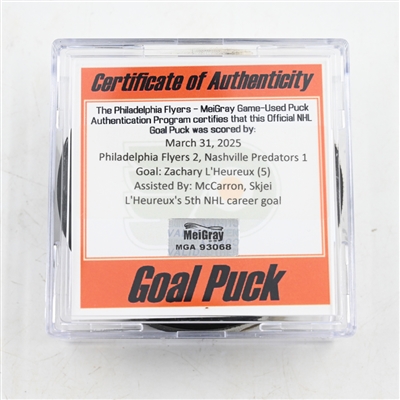 Certificate of Authenticity
The Philadelphia Flyers - MeiGray Game-Used Puck
Authentication Program certifies that this Official NHL
Goal Puck was scored by:
March 31, 2025
Philadelphia Flyers 2, Nashville Predators 1
Goal: Zachary L'Heureux (5)
Assisted By: McCarron, Skjei
L'Heureux's 5th NHL career goal
MeiGray
MGA 93068
Goal Puck